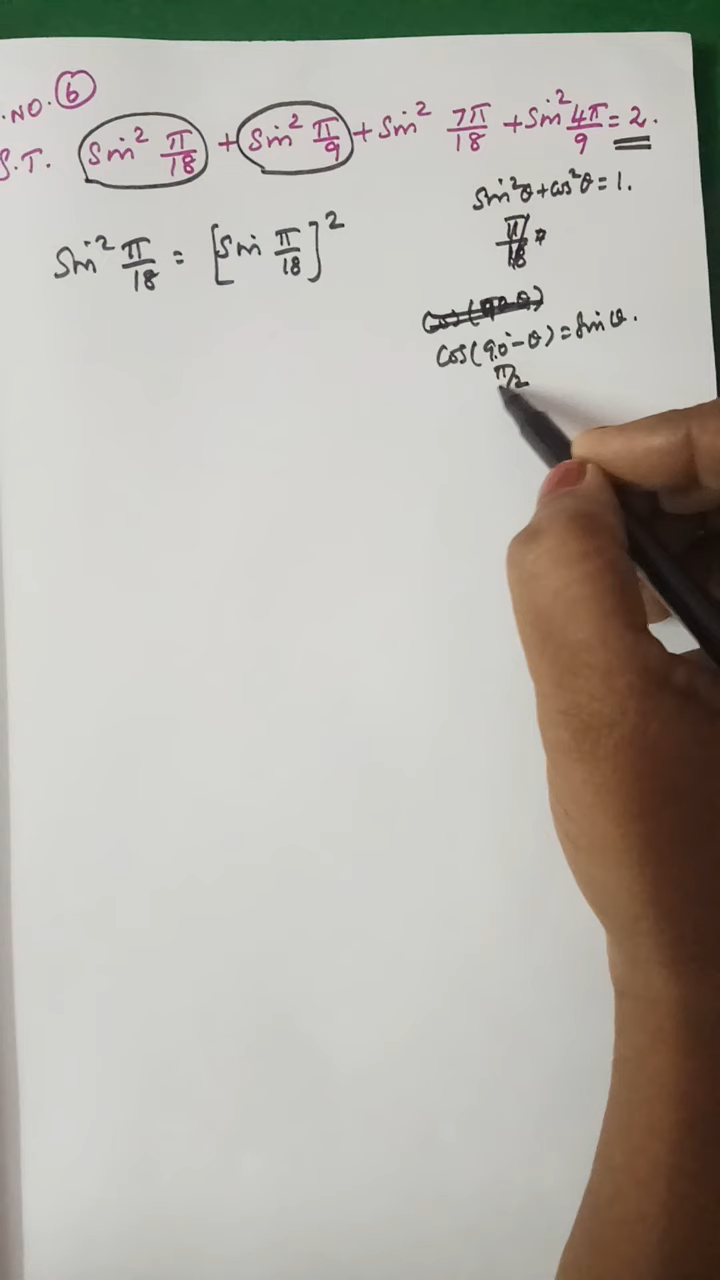 .NO. 6
S.T. Sin² π/18 + Sin² π/9 + Sin² 7π/18 + Sin² 4π/9 = 2.
Sin²θ + cos²θ = 1.
π/18
Sin² π/18 = [Sin π/18]²
cos(90° - θ) = Sin θ.
π/2